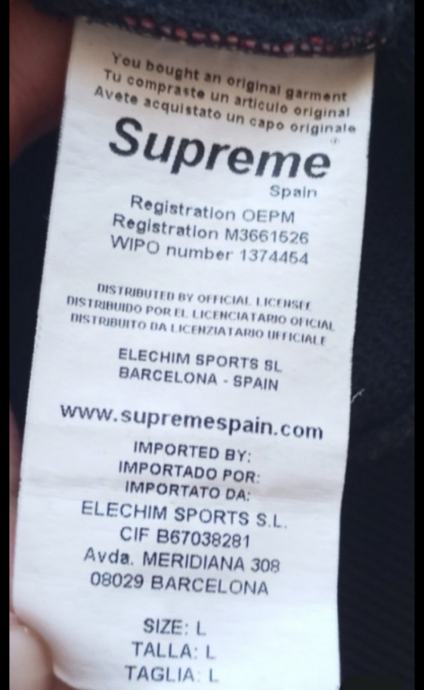 You bought an original garment
Tu compraste un articulo original
Avete acquistato un capo originale
Supreme
Spain
Registration OEPM
Registration M3661526
WIPO number 1374454
DISTRIBUTED BY OFFICIAL LICENSEE
DISTRIBUIDO POR EL LICENCIATARIO OFICIAL
DISTRIBUITO DA LICENZIATARIO UFFICIALE
ELECHIM SPORTS SL
BARCELONA - SPAIN
www.supremespain.com
IMPORTED BY:
IMPORTADO POR:
IMPORTATO DA:
ELECHIM SPORTS S.L.
CIF B67038281
Avda. MERIDIANA 308
08029 BARCELONA
SIZE: L
TALLA: L
TAGLIA: L